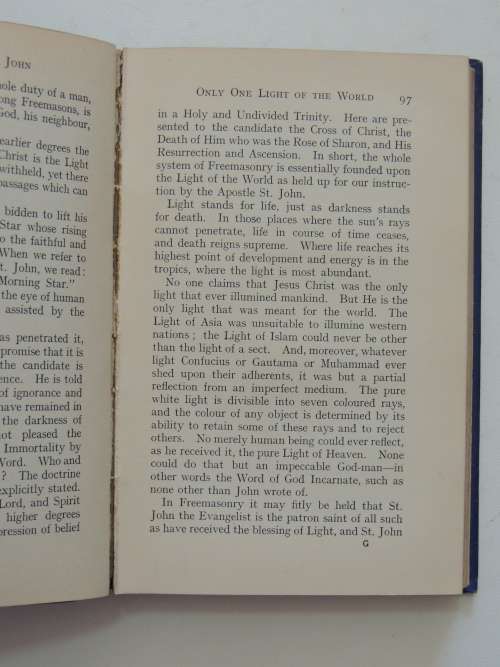 JOHN
ole duty of a man,
ong Freemasons, is
God, his neighbour,
earlier degrees the
Christ is the Light
withheld, yet there
passages which can
bidden to lift his
Star whose rising
o the faithful and
When we refer to
t. John, we read:
Morning Star."
the eye of human
assisted by the
as penetrated it,
promise that it is
the candidate is
ence. He is told
of ignorance and
have remained in
the darkness of
ot pleased the
Immortality by
Word. Who and
? The doctrine
explicitly stated.
Lord, and Spirit
higher degrees
pression of belief
ONLY ONE LIGHT OF THE WORLD 97
in a Holy and Undivided Trinity. Here are pre-
sented to the candidate the Cross of Christ, the
Death of Him who was the Rose of Sharon, and His
Resurrection and Ascension. In short, the whole
system of Freemasonry is essentially founded upon
the Light of the World as held up for our instruc-
tion by the Apostle St. John.
Light stands for life, just as darkness stands
for death. In those places where the sun's rays
cannot penetrate, life in course of time ceases,
and death reigns supreme. Where life reaches its
highest point of development and energy is in the
tropics, where the light is most abundant.
No one claims that Jesus Christ was the only
light that ever illumined mankind. But He is the
only light that was meant for the world. The
Light of Asia was unsuitable to illumine western
nations; the Light of Islam could never be other
than the light of a sect. And, moreover, whatever
light Confucius or Gautama or Muhammad ever
shed upon their adherents, it was but a partial
reflection from an imperfect medium. The pure
white light is divisible into seven coloured rays,
and the colour of any object is determined by its
ability to retain some of these rays and to reject
others. No merely human being could ever reflect,
as he received it, the pure Light of Heaven. None
could do that but an impeccable God-man—in
other words the Word of God Incarnate, such as
none other than John wrote of.
In Freemasonry it may fitly be held that St.
John the Evangelist is the patron saint of all such
as have received the blessing of Light, and St. John
G